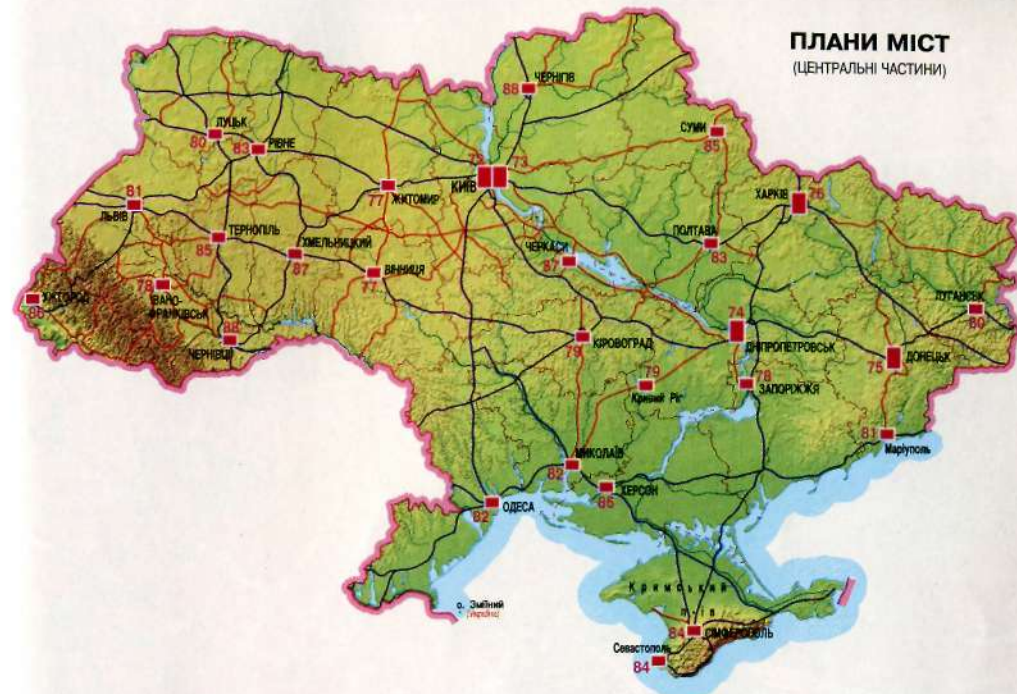 ПЛАНИ МІСТ
(ЦЕНТРАЛЬНІ ЧАСТИНИ)
ЧЕРНІГІВ
88
ЛУЦЬК
80
РІВНЕ
83
СУМИ
85
72
73
КИЇВ
77
ЖИТОМИР
81
ЛЬВІВ
ХАРКІВ
76
ТЕРНОПІЛЬ
85
ХМЕЛЬНИЦКИЙ
87
ВІННИЦЯ
77
ЧЕРКАСИ
87
ПОЛТАВА
83
УЖГОРОД
86
78
ІВАНО-
ФРАНКІВСЬК
88
ЧЕРНІВЦІ
ЛУГАНСЬК
80
74
ДНІПРОПЕТРОВСЬК
КІРОВОГРАД
79
ДОНЕЦЬК
75
79
Кривий Ріг
78
ЗАПОРІЖЖЯ
81
Маріуполь
МИКОЛАЇВ
82
ХЕРСОН
86
ОДЕСА
82
о. Зміїний
(Україна)
Кримський
п-ів
84
СІМФЕРОПОЛЬ
Севастополь
84